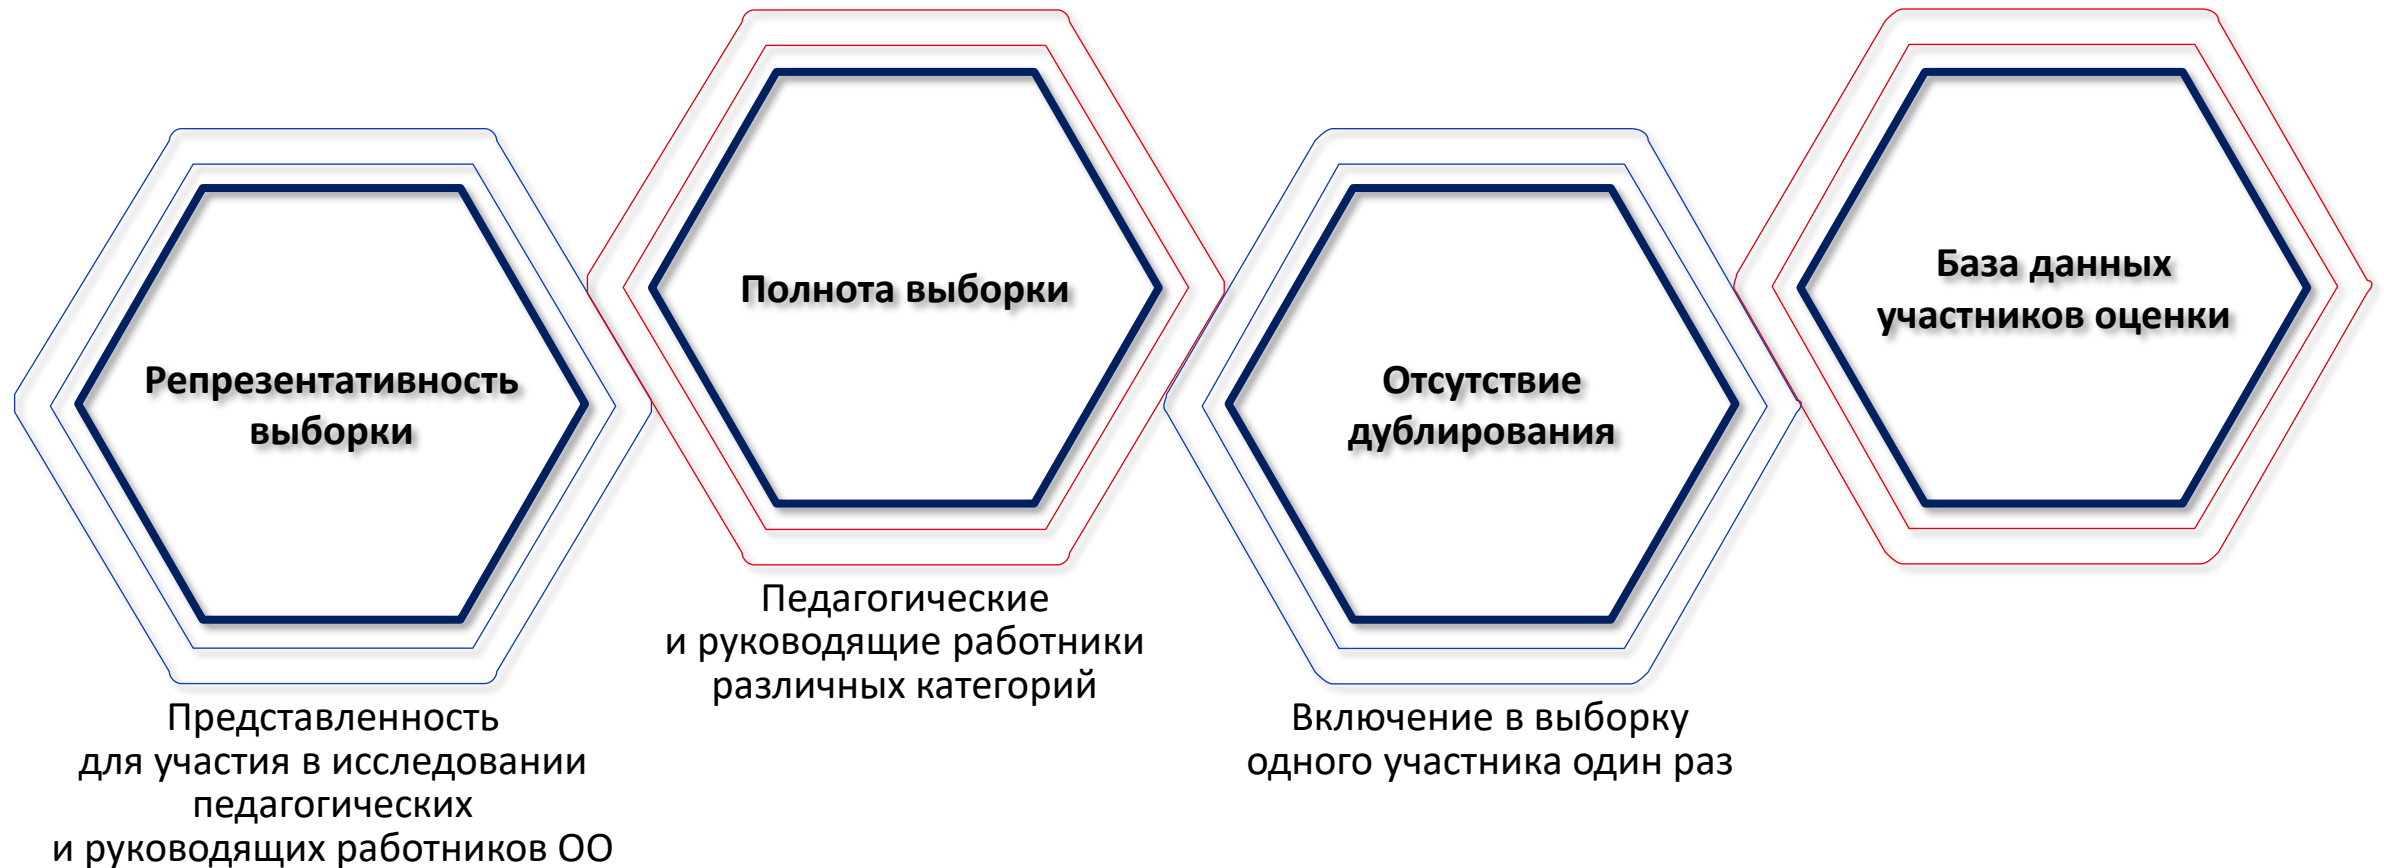 Репрезентативность
выборки
Представленность
для участия в исследовании
педагогических
и руководящих работников ОО
Полнота выборки
Педагогические
и руководящие работники
различных категорий
Отсутствие
дублирования
Включение в выборку
одного участника один раз
База данных
участников оценки